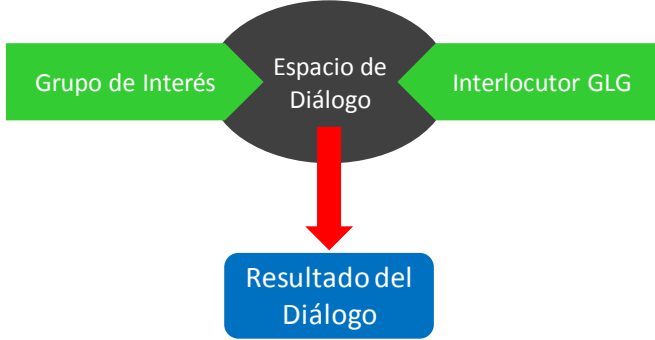 Grupo de Interés
Espacio de
Diálogo
Interlocutor GLG
Resultado del
Diálogo